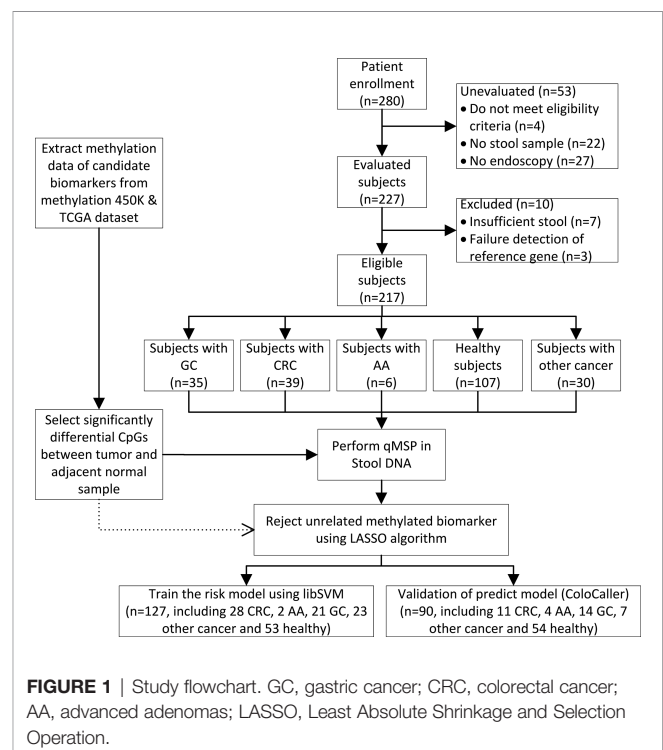 Patient
enrollment
(n=280)
Unevaluated (n=53)
• Do not meet eligibility
criteria (n=4)
• No stool sample (n=22)
• No endoscopy (n=27)
Extract methylation
data of candidate
biomarkers from
methylation 450K &
TCGA dataset
Evaluated
subjects
(n=227)
Excluded (n=10)
• Insufficient stool (n=7)
• Failure detection of
reference gene (n=3)
Eligible
subjects
(n=217)
Subjects with
GC
(n=35)
Subjects with
CRC
(n=39)
Subjects with
AA
(n=6)
Healthy
subjects
(n=107)
Subjects with
other cancer
(n=30)
Select significantly
differential CpGs
between tumor and
adjacent normal
sample
Perform qMSP in
Stool DNA
Reject unrelated methylated biomarker
using LASSO algorithm
Train the risk model using libSVM
(n=127, including 28 CRC, 2 AA, 21 GC, 23
other cancer and 53 healthy)
Validation of predict model (ColoCaller)
(n=90, including 11 CRC, 4 AA, 14 GC, 7
other cancer and 54 healthy)
FIGURE 1 | Study flowchart. GC, gastric cancer; CRC, colorectal cancer;
AA, advanced adenomas; LASSO, Least Absolute Shrinkage and Selection
Operation.